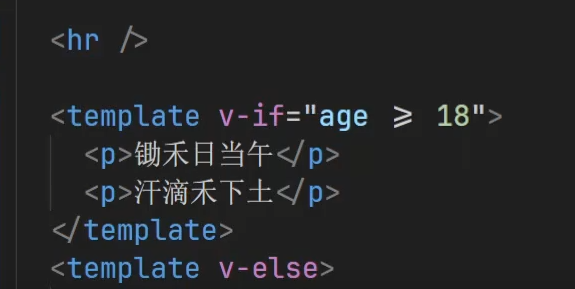 <hr />
<template v-if="age >= 18">
<p>锄禾日当午</p>
<p>汗滴禾下土</p>
</template>
<template v-else>